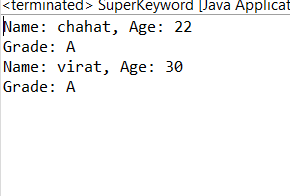 <terminated> SuperKeyword [Java Applicat
Name: chahat, Age: 22
Grade: A
Name: virat, Age: 30
Grade: A